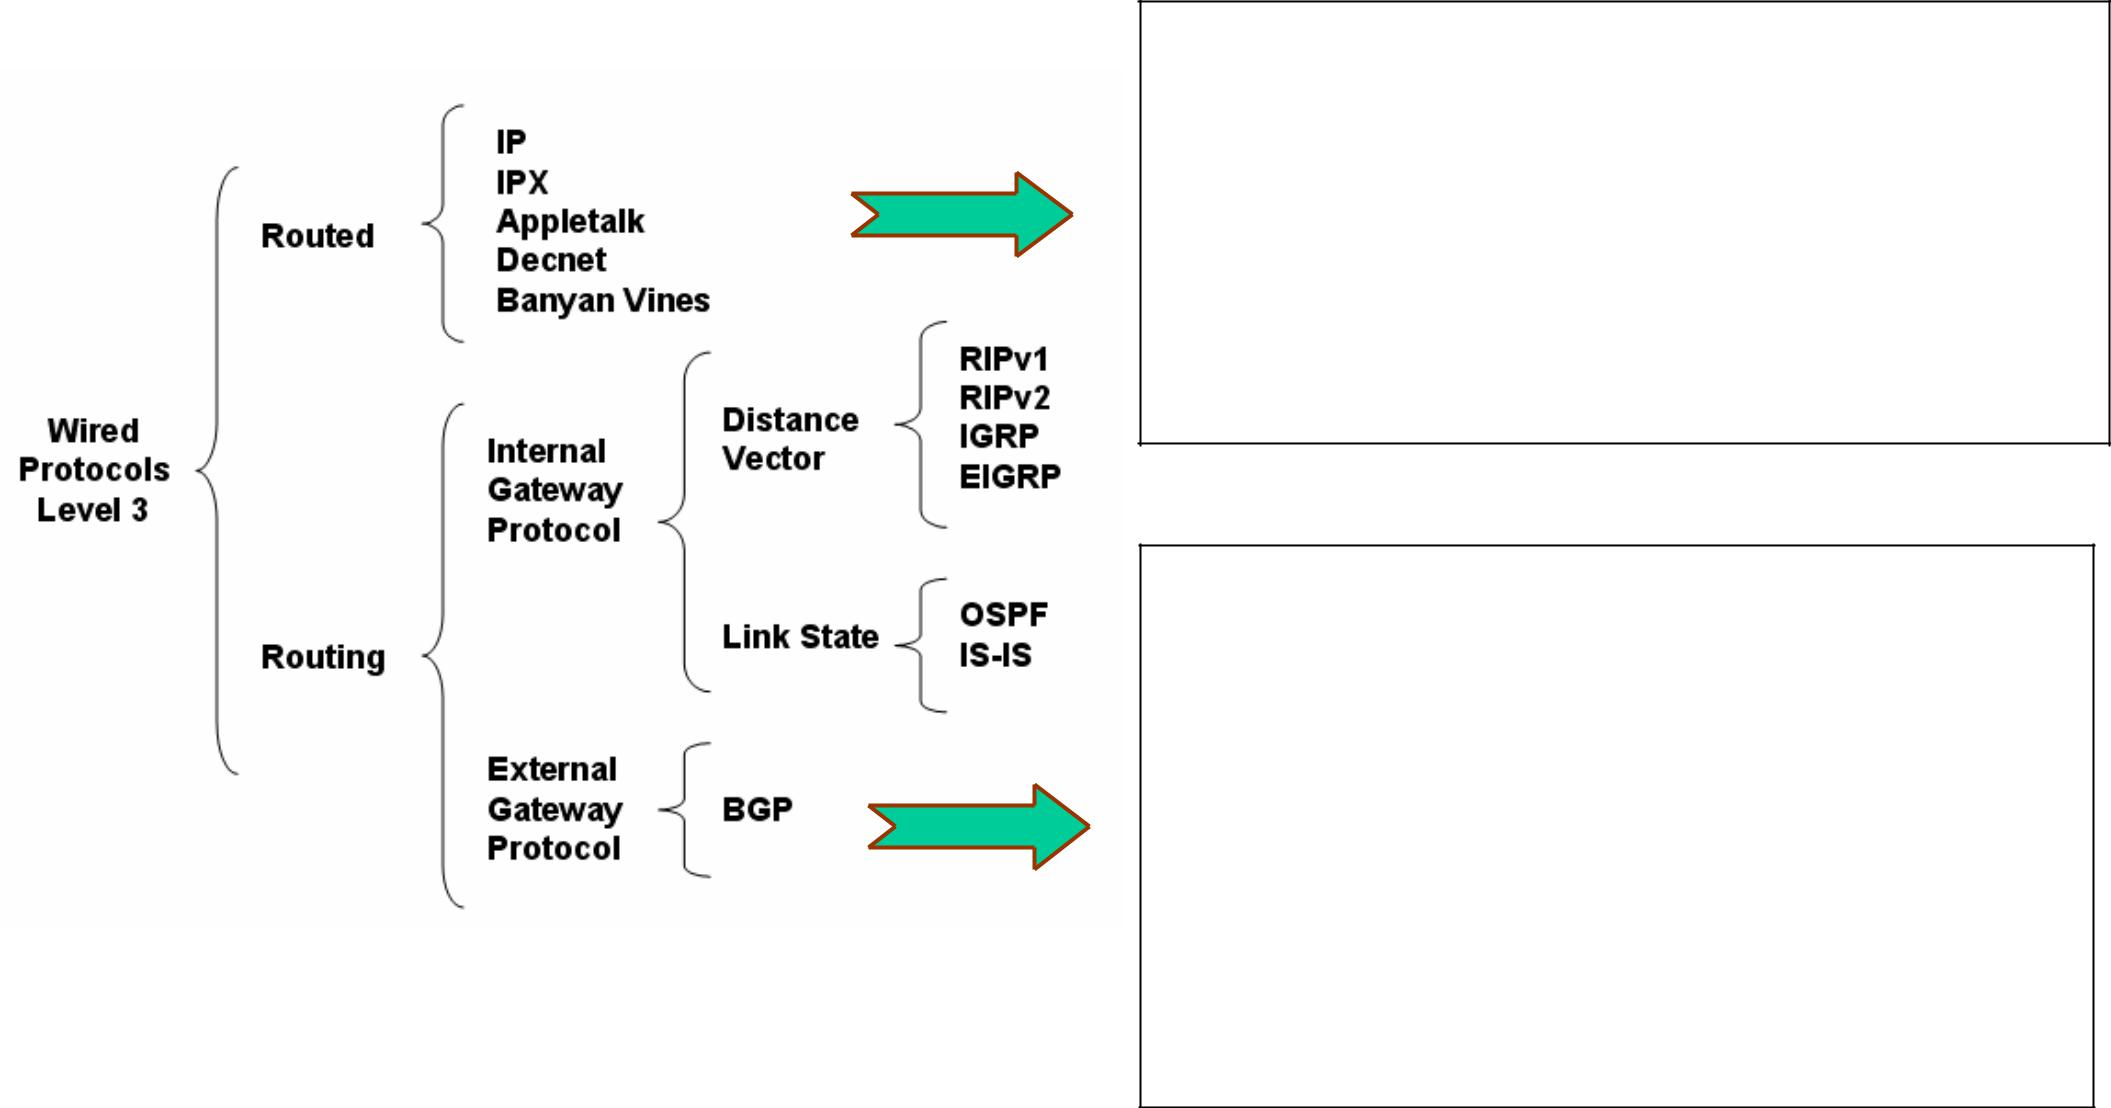 Wired
Protocols
Level 3
Routed
IP
IPX
Appletalk
Decnet
Banyan Vines
Routing
Internal
Gateway
Protocol
Distance
Vector
RIPv1
RIPv2
IGRP
EIGRP
Link State
OSPF
IS-IS
External
Gateway
Protocol
BGP